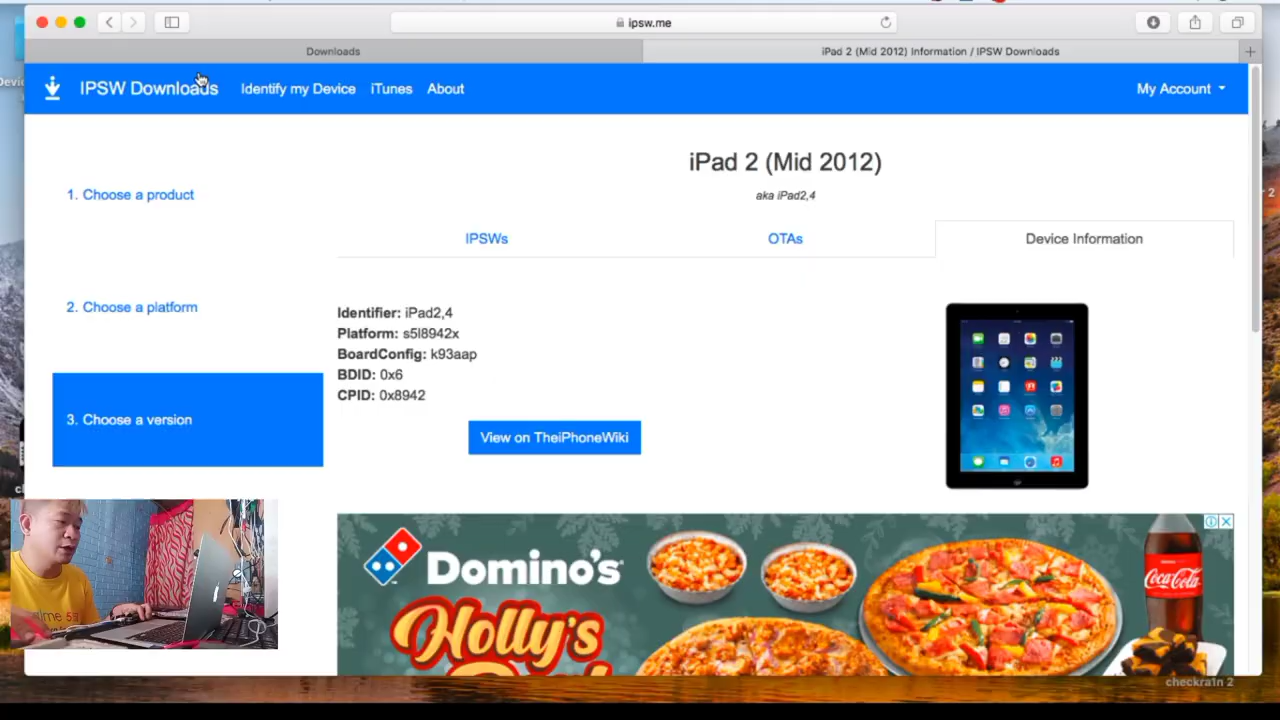 ipsw.me
Downloads
iPad 2 (Mid 2012) Information / IPSW Downloads
IPSW Downloads
Identify my Device
iTunes
About
My Account
iPad 2 (Mid 2012)
aka iPad2,4
1. Choose a product
IPSWs
OTAs
Device Information
2. Choose a platform
Identifier: iPad2,4
Platform: s5l8942x
BoardConfig: k93aap
BDID: 0x6
CPID: 0x8942
3. Choose a version
View on TheiPhoneWiki
Domino's
Holly's
Coca-Cola
checkra1n 2